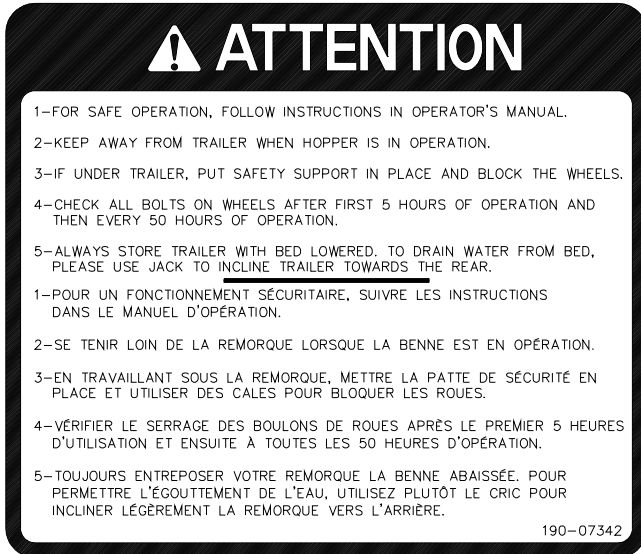 ATTENTION
1-FOR SAFE OPERATION, FOLLOW INSTRUCTIONS IN OPERATOR'S MANUAL.
2-KEEP AWAY FROM TRAILER WHEN HOPPER IS IN OPERATION.
3-IF UNDER TRAILER, PUT SAFETY SUPPORT IN PLACE AND BLOCK THE WHEELS.
4-CHECK ALL BOLTS ON WHEELS AFTER FIRST 5 HOURS OF OPERATION AND
THEN EVERY 50 HOURS OF OPERATION.
5-ALWAYS STORE TRAILER WITH BED LOWERED. TO DRAIN WATER FROM BED,
PLEASE USE JACK TO INCLINE TRAILER TOWARDS THE REAR.
1-POUR UN FONCTIONNEMENT SÉCURITAIRE, SUIVRE LES INSTRUCTIONS
DANS LE MANUEL D'OPÉRATION.
2-SE TENIR LOIN DE LA REMORQUE LORSQUE LA BENNE EST EN OPÉRATION.
3-EN TRAVAILLANT SOUS LA REMORQUE, METTRE LA PATTE DE SÉCURITÉ EN
PLACE ET UTILISER DES CALES POUR BLOQUER LES ROUES.
4-VÉRIFIER LE SERRAGE DES BOULONS DE ROUES APRÈS LE PREMIER 5 HEURES
D'UTILISATION ET ENSUITE À TOUTES LES 50 HEURES D'OPÉRATION.
5-TOUJOURS ENTREPOSER VOTRE REMORQUE LA BENNE ABAISSÉE. POUR
PERMETTRE L'ÉGOUTTEMENT DE L'EAU, UTILISEZ PLUTÔT LE CRIC POUR
INCLINER LÉGÈREMENT LA REMORQUE VERS L'ARRIÈRE.
190-07342